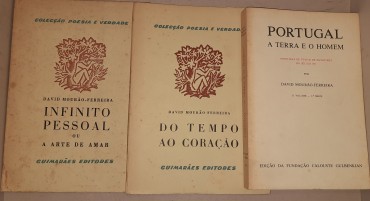 COLECÇÃO POESIA E VERDADE
DAVID MOURÃO-FERREIRA
INFINITO
PESSOAL
OU
A ARTE DE AMAR
GUIMARÃES EDITORES
COLECÇÃO POESIA E VERDADE
DAVID MOURÃO-FERREIRA
DO TEMPO
AO CORAÇÃO
GUIMARÃES EDITORES
PORTUGAL
A TERRA E O HOMEM
POR
DAVID MOURÃO-FERREIRA
EDIÇÃO DA FUNDAÇÃO CALOUSTE GULBENKIAN